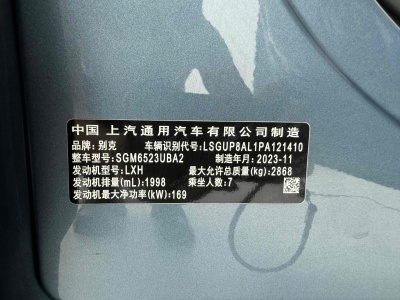 中国 上汽通用汽车有限公司制造
品牌:别克 车辆识别代号:LSGUP8AL1PA121410
整车型号:SGM6523UBA2 制造年月:2023-11
发动机型号:LXH 最大允许总质量(kg):2868
发动机排量(mL):1998 乘坐人数:7
发动机最大净功率(kW):169